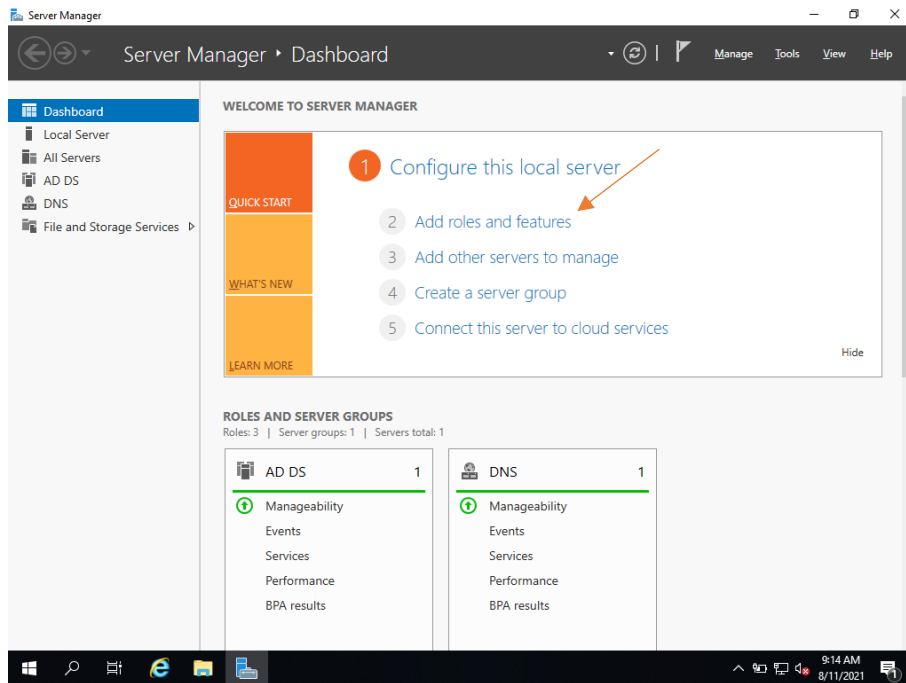 Server Manager
Server Manager ‣ Dashboard
Manage Tools View Help
Dashboard
Local Server
All Servers
AD DS
DNS
File and Storage Services
WELCOME TO SERVER MANAGER
QUICK START
WHAT'S NEW
LEARN MORE
1 Configure this local server
2 Add roles and features
3 Add other servers to manage
4 Create a server group
5 Connect this server to cloud services
Hide
ROLES AND SERVER GROUPS
Roles: 3 | Server groups: 1 | Servers total: 1
AD DS 1
Manageability
Events
Services
Performance
BPA results
DNS 1
Manageability
Events
Services
Performance
BPA results
9:14 AM
8/11/2021
1